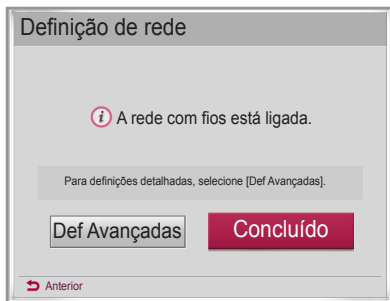 Definição de rede
A rede com fios está ligada.
Para definições detalhadas, selecione [Def Avançadas].
Def Avançadas Concluído
Anterior